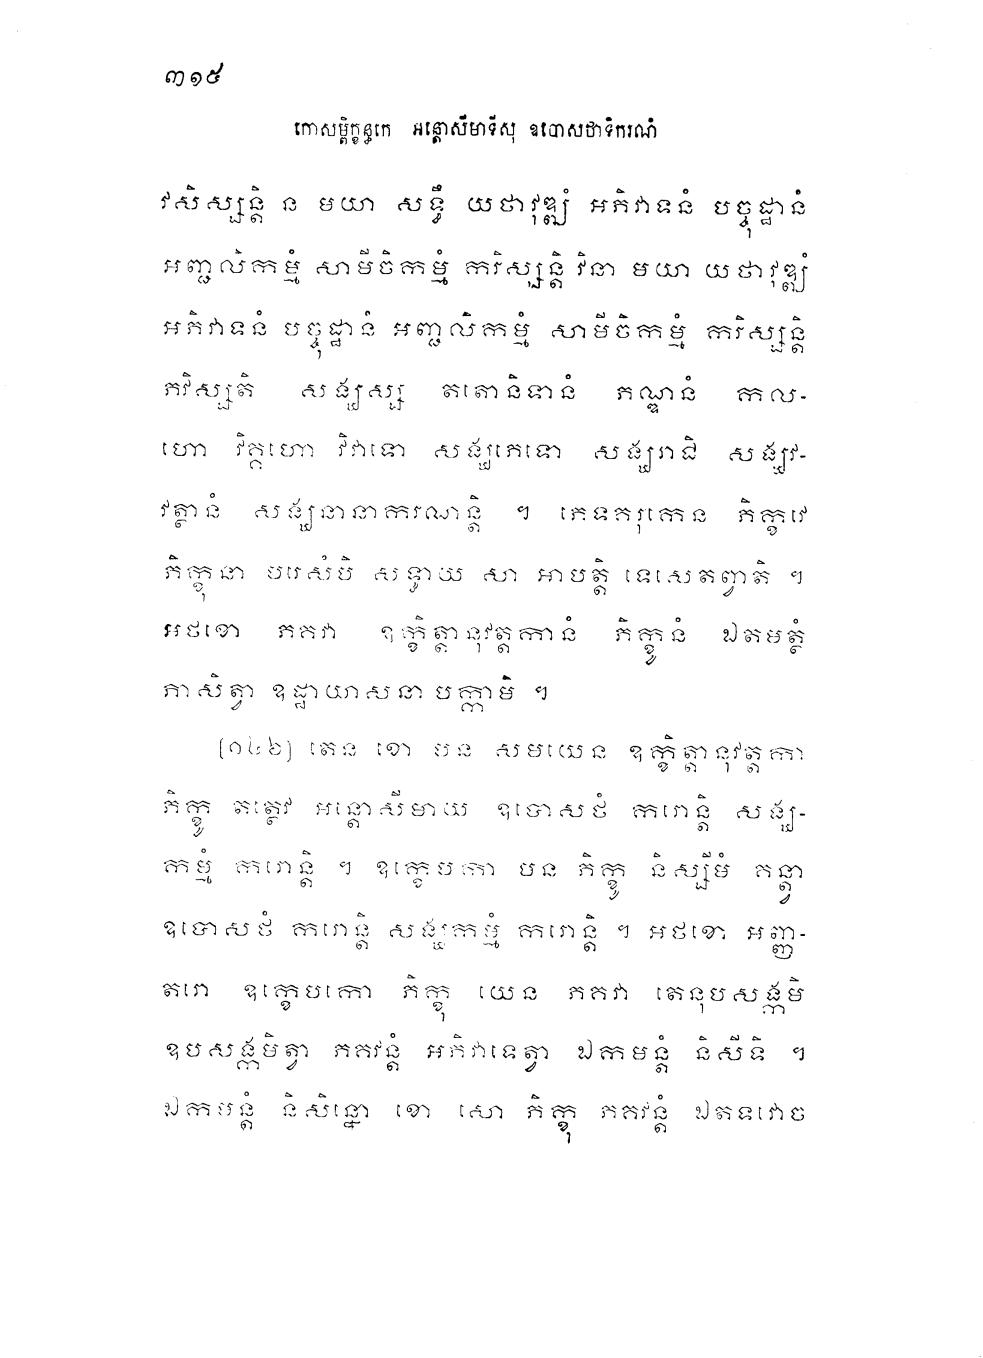 ៣១៥
កោសម្ពិក្ខន្ធកេ អន្តោសីមាទីសុ ឧបោសថាទិករណំ
វសិស្សន្តិ ន មយា សទ្ធឹ យថាវុឌ្ឍំ អភិវាទនំ បច្ចុដ្ឋានំ
អញ្ជលិកម្មំ សាមីចិកម្មំ ករិស្សន្តិ វិនា មយា យថាវុឌ្ឍំ
អភិវាទនំ បច្ចុដ្ឋានំ អញ្ជលិកម្មំ សាមីចិកម្មំ ករិស្សន្តិ
ភវិស្សតិ សង្ឃស្ស តតោនិទានំ ភណ្ឌនំ កល-
ហោ វិគ្គហោ វិវាទោ សង្ឃភេទោ សង្ឃរាជិ សង្ឃវ-
វត្ថានំ សង្ឃនានាករណន្តិ ។ ភេទគរុកេន ភិក្ខវេ
ភិក្ខុនា បរេសំបិ សទ្ធាយ សា អាបត្តិ ទេសេតព្វាតិ ។
អថខោ ភគវា ឧក្ខិត្តានុវត្តកានំ ភិក្ខូនំ ឯតមត្ថំ
ភាសិត្វា ឧដ្ឋាយាសនា បក្កាមិ ។
(១៤៦) តេន ខោ បន សមយេន ឧក្ខិត្តានុវត្តកា
ភិក្ខូ តត្ថេវ អន្តោសីមាយ ឧបោសថំ ករោន្តិ សង្ឃ-
កម្មំ ករោន្តិ ។ ឧក្ខេបកា បន ភិក្ខូ និស្សីមំ គន្ត្វា
ឧបោសថំ ករោន្តិ សង្ឃកម្មំ ករោន្តិ ។ អថខោ អញ្ញ-
តរោ ឧក្ខេបកោ ភិក្ខុ យេន ភគវា តេនុបសង្កមិ
ឧបសង្កមិត្វា ភគវន្តំ អភិវាទេត្វា ឯកមន្តំ និសីទិ ។
ឯកមន្តំ និសិន្នោ ខោ សោ ភិក្ខុ ភគវន្តំ ឯតទវោច